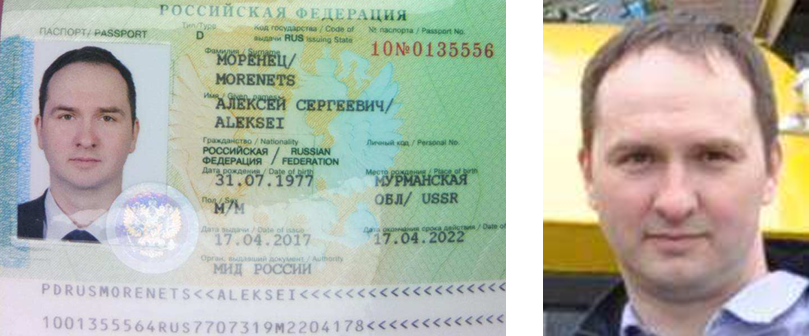 РОССИЙСКАЯ ФЕДЕРАЦИЯ
ПАСПОРТ/ PASSPORT
Тип/Type Код государства / Code of № паспорта / Passport No.
D выдачи RUS Issuing State 10№0135556
Фамилия / Surname
МОРЕНЕЦ/
MORENETS
Имя / Given names
АЛЕКСЕЙ СЕРГЕЕВИЧ/
ALEKSEI
Гражданство / Nationality Личный код / Personal No.
РОССИЙСКАЯ / RUSSIAN
ФЕДЕРАЦИЯ / FEDERATION
Дата рождения / Date of birth Место рождения / Place of birth
31.07.1977 МУРМАНСКАЯ
Пол / ОБЛ/ USSR
М/M
Дата выдачи / Date of issue Дата окончания срока действия / Date of
17.04.2017 17.04.2022
Орган, выдавший документ / Authority
МИД РОССИИ
PDRUSMORENETS<<ALEKSEI<<<<<<<<<<<<<<<<<<
1001355564RUS7707319M2204178<<<<<<<<<<